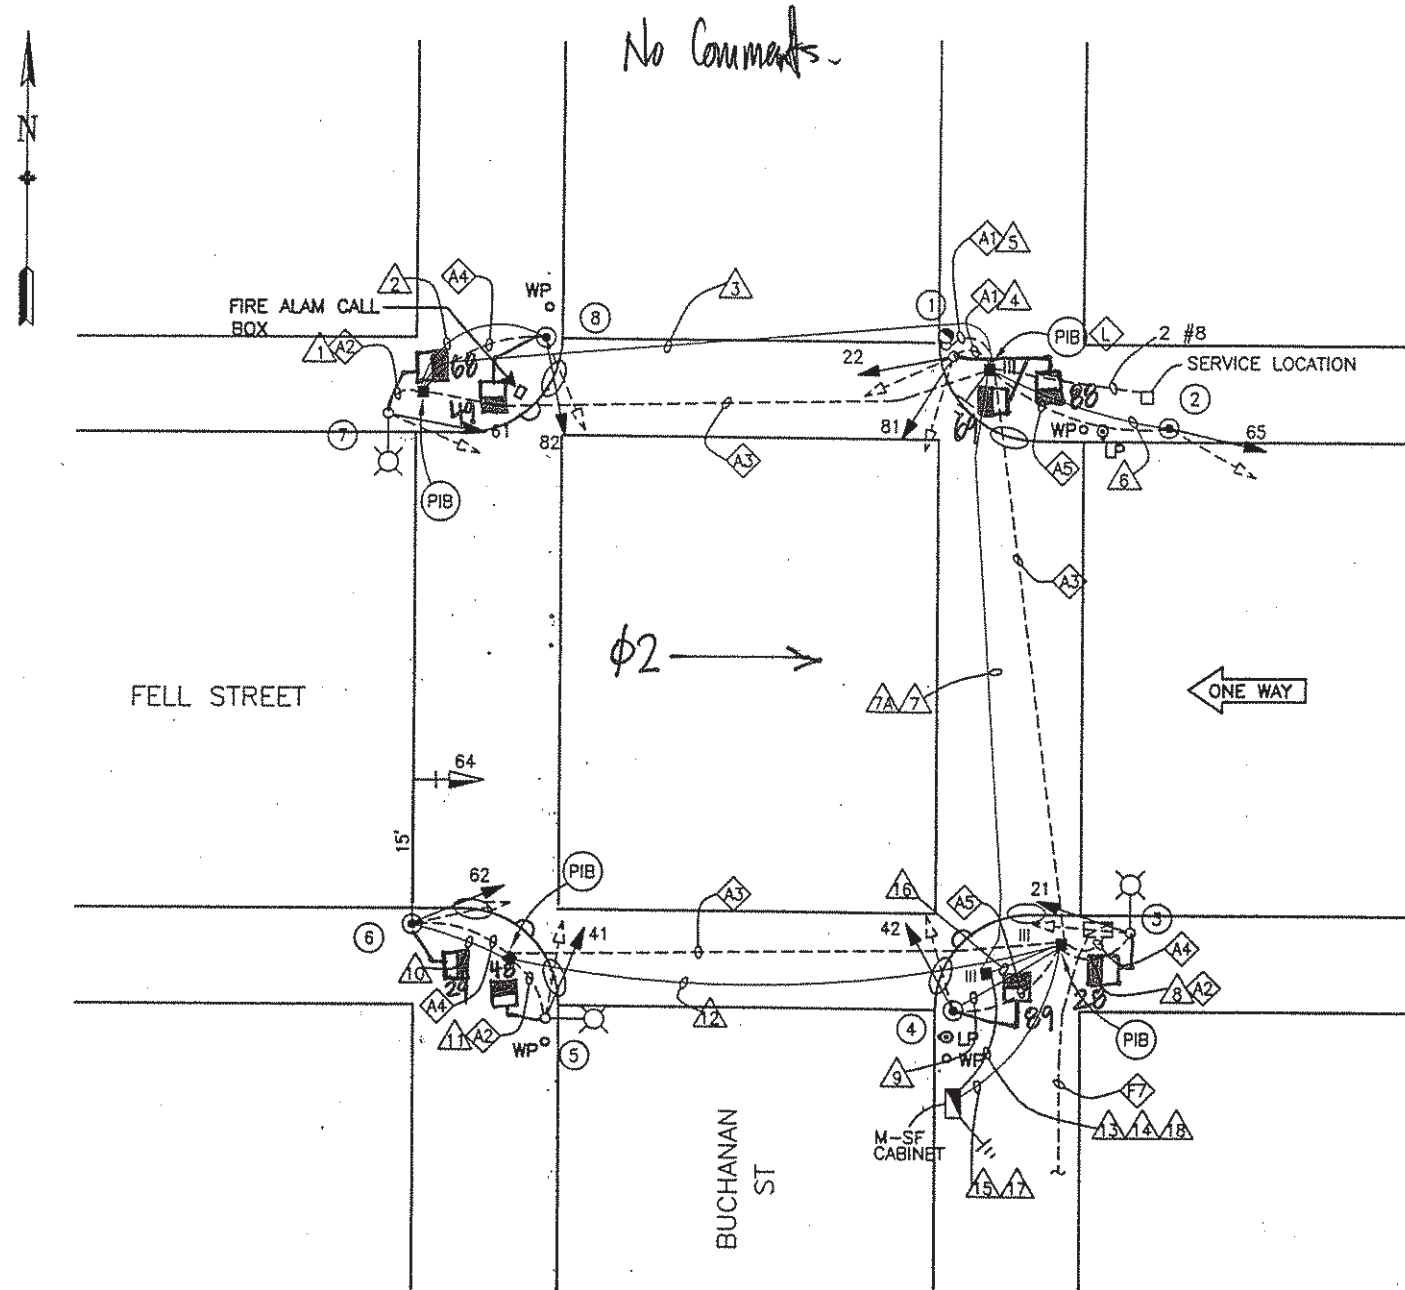 No Comments.
N
A1 5
2
A4
WP
3
A1 4
1
FIRE ALAM CALL
BOX
8
PIB L
2 #8
1 A2
22
SERVICE LOCATION
68
88
2
49
69
7
61
82
81
WP
LP
65
A3
A5
6
PIB
A3
φ2
7A 7
FELL STREET
ONE WAY
64
15'
PIB
62
A3
16
A5
21
3
6
41
42
III
III
A4
10
29
48
28
8 A2
A4
12
4
89
11 A2
WP
5
LP
WP
PIB
9
F7
M-SF
CABINET
13 14 18
15 17
BUCHANAN
ST